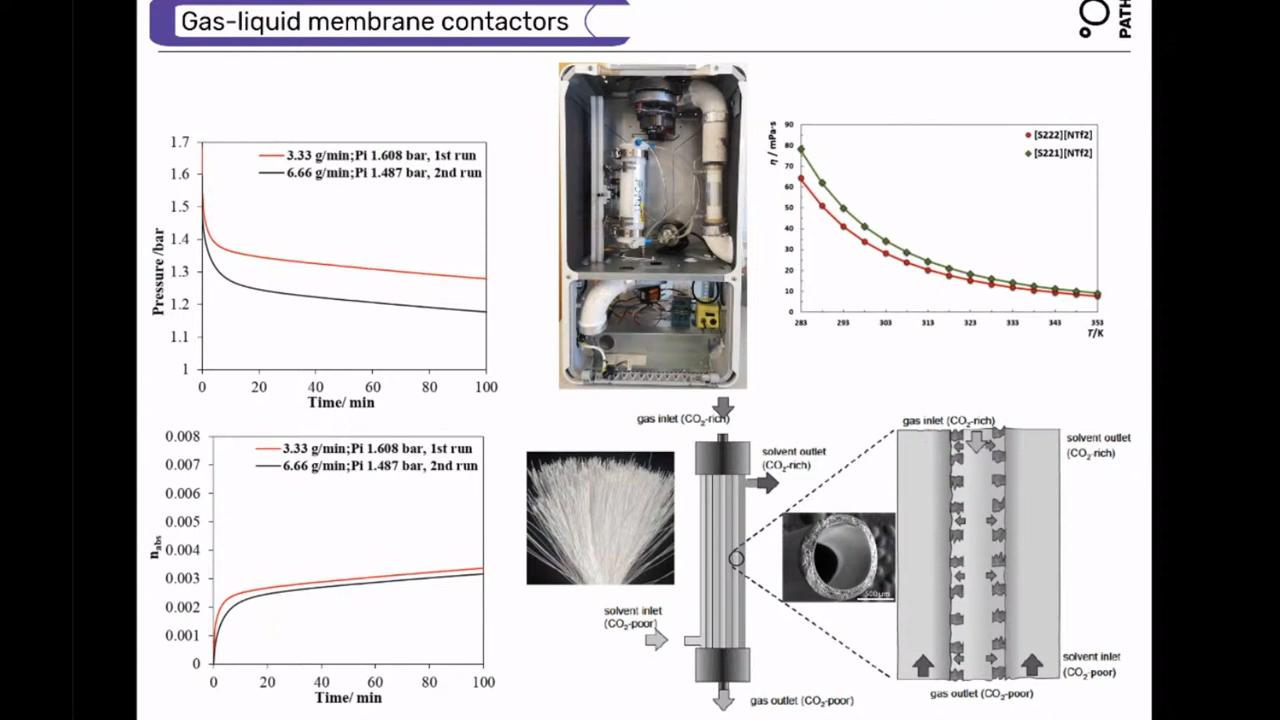 Gas-liquid membrane contactors
PATH
1.7
1.6
1.5
1.4
1.3
1.2
1.1
1
Pressure /bar
3.33 g/min;Pi 1.608 bar, 1st run
6.66 g/min;Pi 1.487 bar, 2nd run
0 20 40 60 80 100
Time/ min
90
80
70
60
50
40
30
20
10
0
η / mPa·s
[S222][NTf2]
[S221][NTf2]
283 293 303 313 323 333 343 353
T/K
0.008
0.007
0.006
0.005
0.004
0.003
0.002
0.001
0
nabs
3.33 g/min;Pi 1.608 bar, 1st run
6.66 g/min;Pi 1.487 bar, 2nd run
0 20 40 60 80 100
Time/ min
gas inlet (CO2-rich)
solvent outlet
(CO2-rich)
solvent inlet
(CO2-poor)
gas outlet (CO2-poor)
500µm
gas inlet (CO2-rich)
solvent outlet
(CO2-rich)
solvent inlet
(CO2-poor)
gas outlet (CO2-poor)